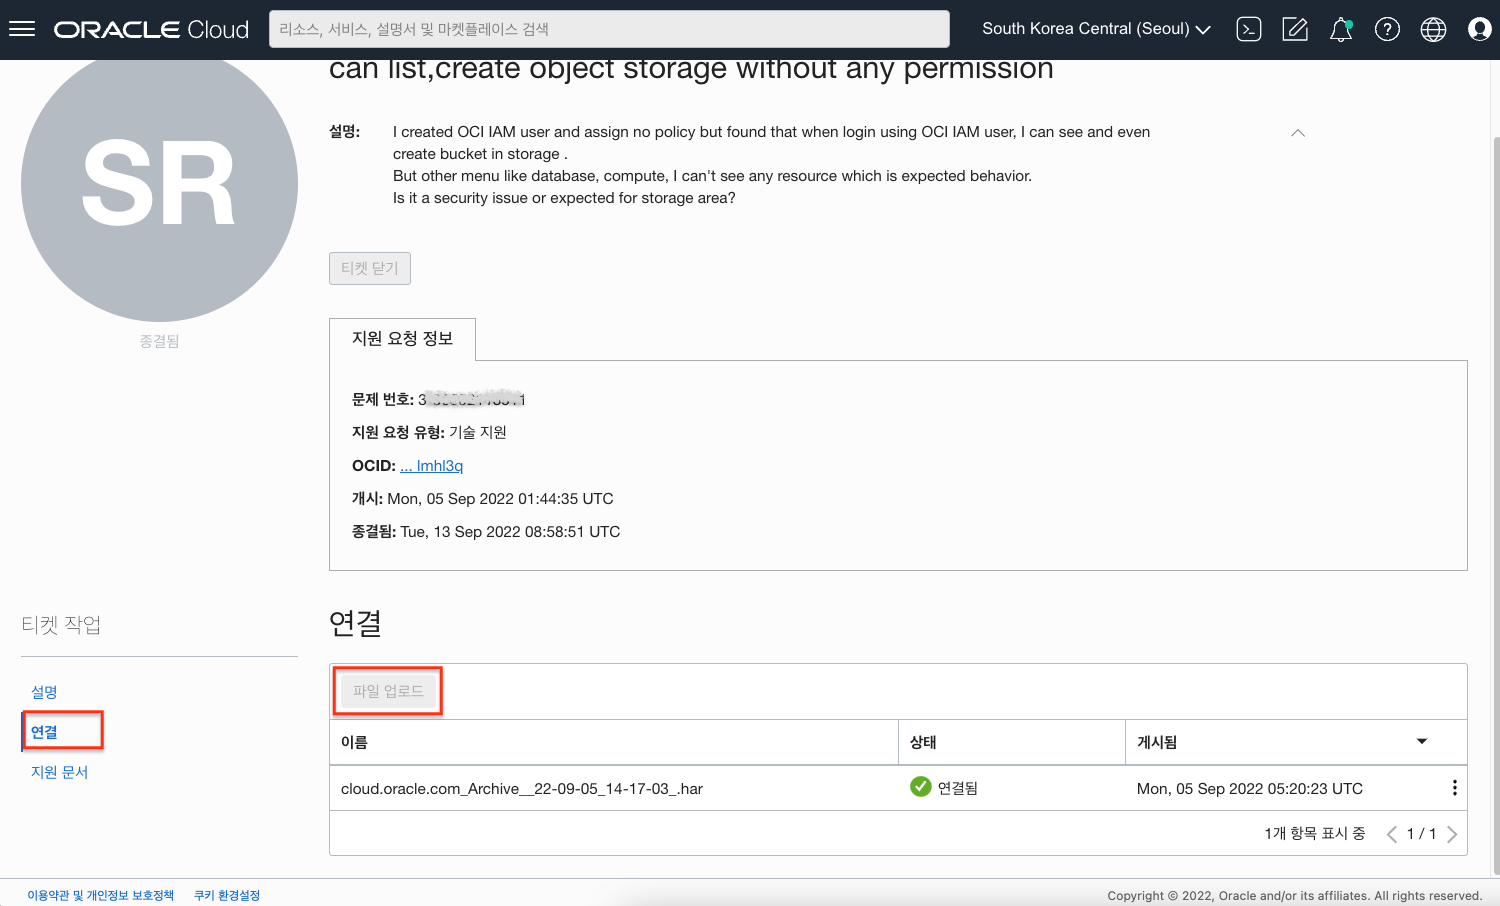 ORACLE Cloud
리소스, 서비스, 설명서 및 마켓플레이스 검색
South Korea Central (Seoul)
can list,create object storage without any permission
SR
종결됨
설명:
I created OCI IAM user and assign no policy but found that when login using OCI IAM user, I can see and even
create bucket in storage .
But other menu like database, compute, I can't see any resource which is expected behavior.
Is it a security issue or expected for storage area?
티켓 닫기
지원 요청 정보
문제 번호:
지원 요청 유형: 기술 지원
OCID: ... lmhl3q
개시: Mon, 05 Sep 2022 01:44:35 UTC
종결됨: Tue, 13 Sep 2022 08:58:51 UTC
티켓 작업
설명
연결
지원 문서
연결
파일 업로드
이름 상태 게시됨
cloud.oracle.com_Archive__22-09-05_14-17-03_.har 연결됨 Mon, 05 Sep 2022 05:20:23 UTC
1개 항목 표시 중 1 / 1
이용약관 및 개인정보 보호정책 쿠키 환경설정
Copyright © 2022, Oracle and/or its affiliates. All rights reserved.